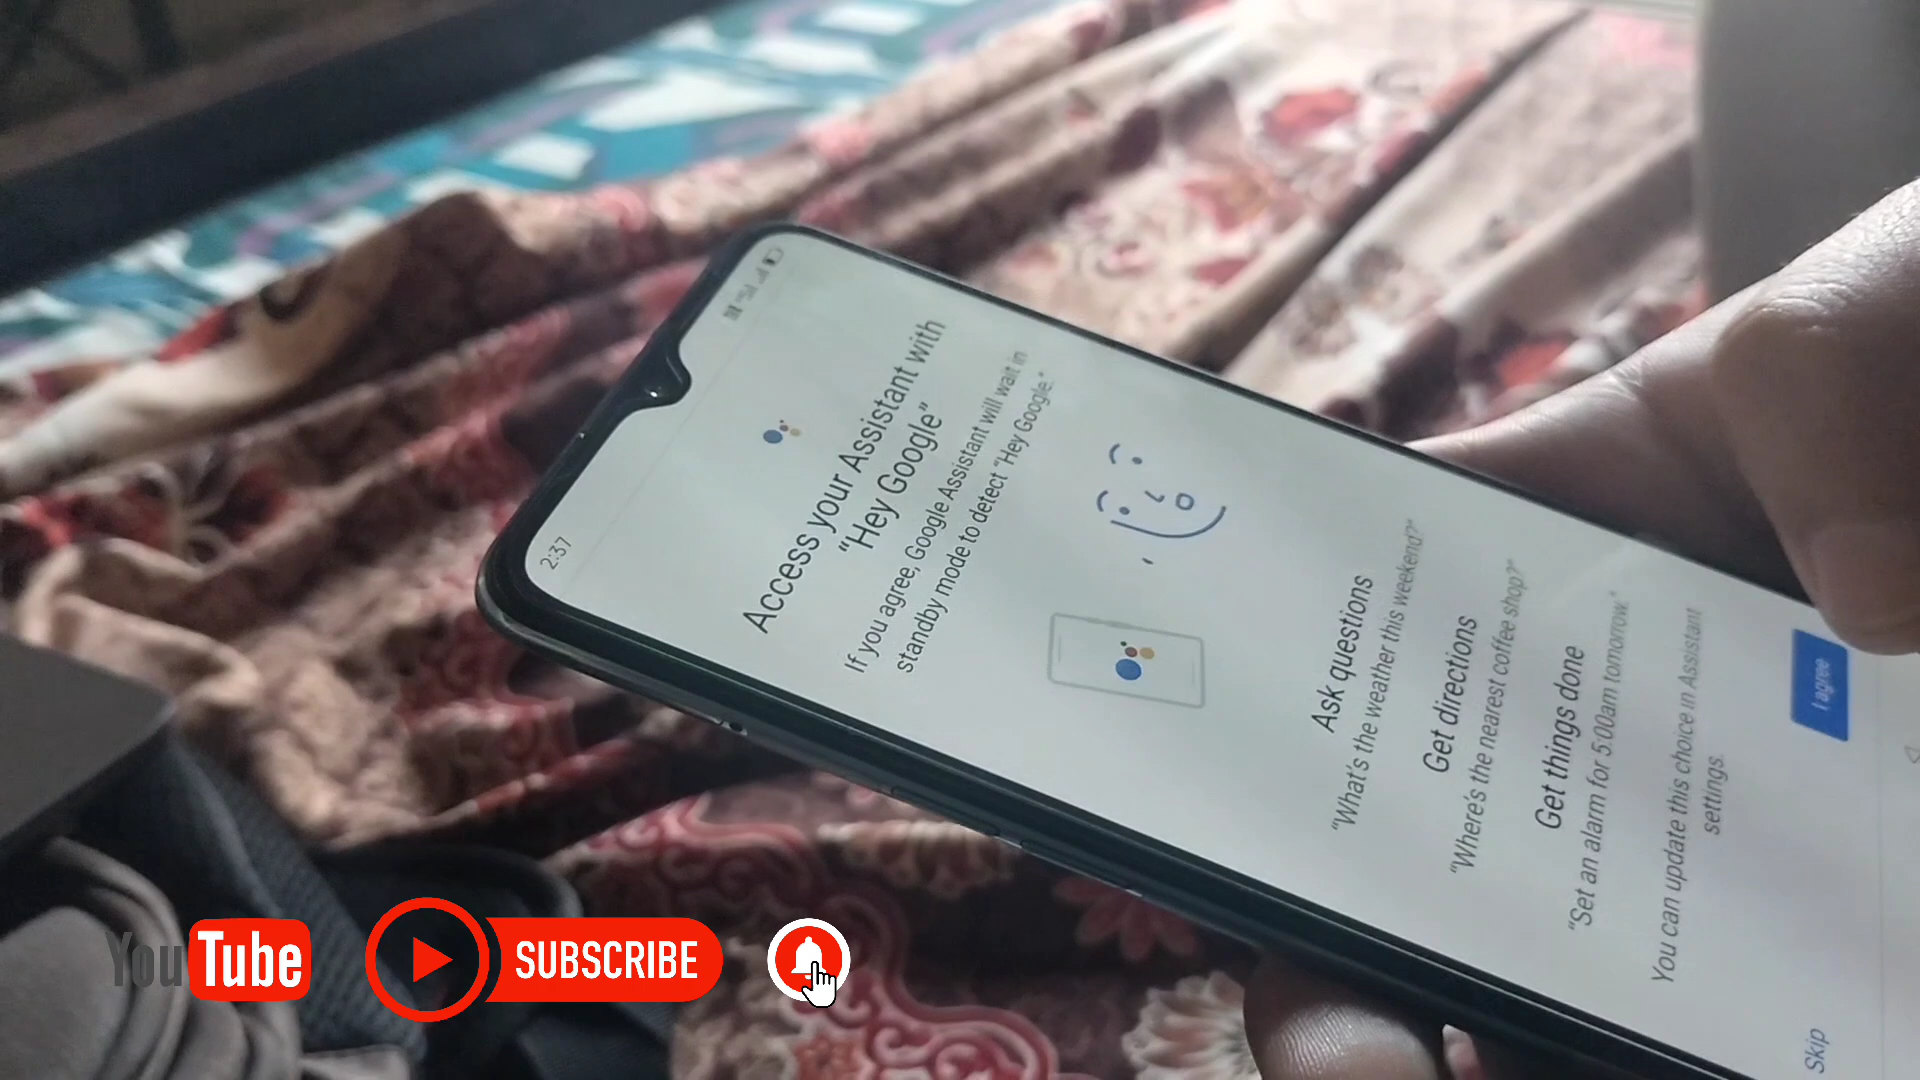 2:37
Access your Assistant with
“Hey Google”
If you agree, Google Assistant will wait in
standby mode to detect “Hey Google.”
Ask questions
“What's the weather this weekend?”
Get directions
“Where's the nearest coffee shop?”
Get things done
“Set an alarm for 5:00am tomorrow.”
You can update this choice in Assistant
settings.
Skip
I agree
YouTube
SUBSCRIBE